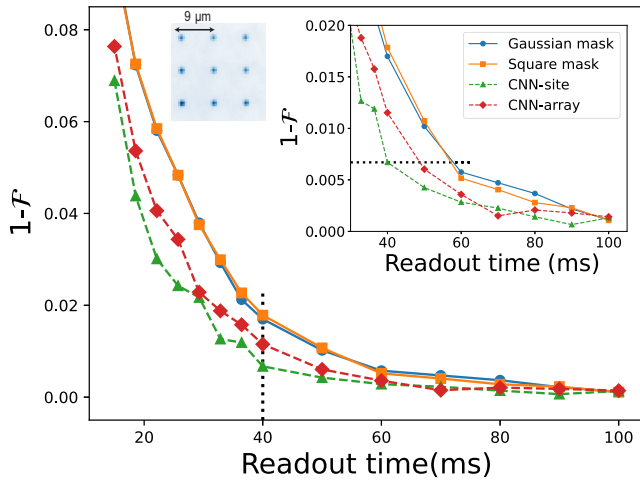 9 μm
0.08
0.06
0.04
0.02
0.00
1-ℱ
20
40
60
80
100
Readout time(ms)
0.020
0.015
0.010
0.005
0.000
1-ℱ
40
60
80
100
Readout time (ms)
Gaussian mask
Square mask
CNN-site
CNN-array